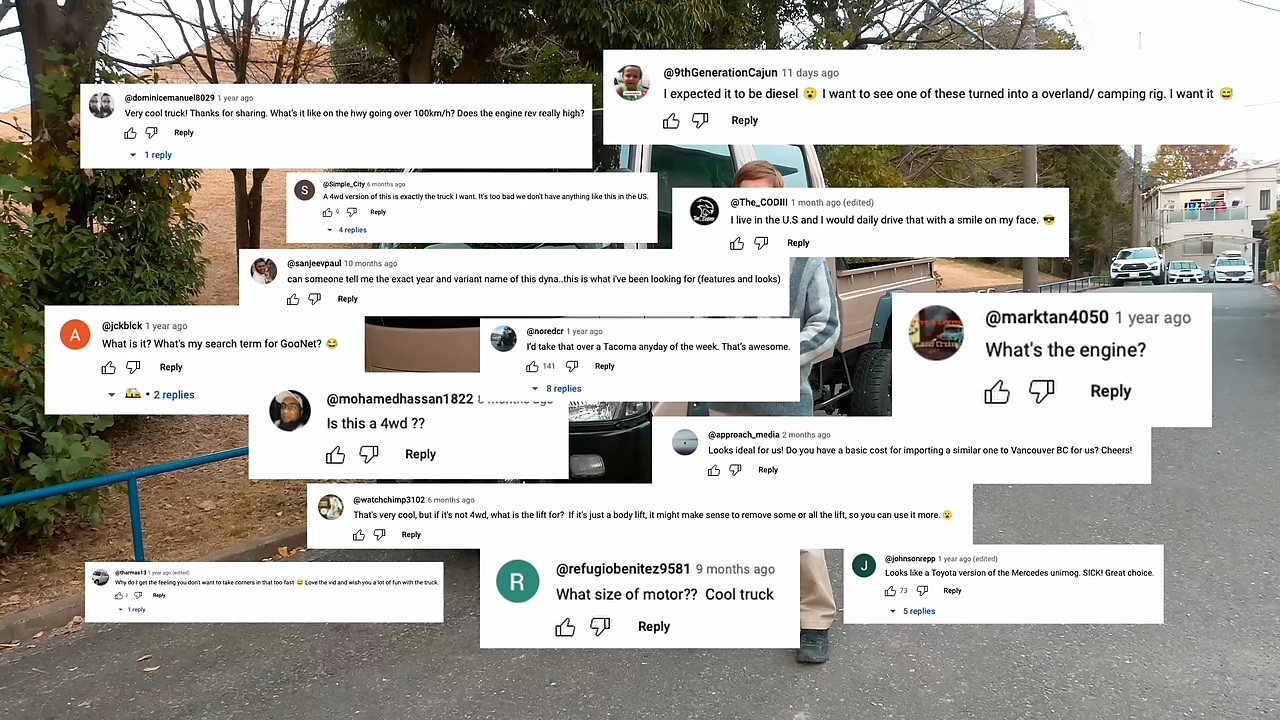 @dominicemanuel8029 1 year ago
Very cool truck! Thanks for sharing. What's it like on the hwy going over 100km/h? Does the engine rev really high?
Reply
1 reply
@9thGenerationCajun 11 days ago
I expected it to be diesel 😮 I want to see one of these turned into a overland/ camping rig. I want it 😅
Reply
@Simple_City 6 months ago
A 4wd version of this is exactly the truck I want. It's too bad we don't have anything like this in the US.
9 Reply
4 replies
@The_CODIII 1 month ago (edited)
I live in the U.S and I would daily drive that with a smile on my face. 😎
Reply
@sanjeevpaul 10 months ago
can someone tell me the exact year and variant name of this dyna..this is what i've been looking for (features and looks)
Reply
@jckblck 1 year ago
What is it? What's my search term for GooNet? 😂
Reply
2 replies
@noredcr 1 year ago
I'd take that over a Tacoma anyday of the week. That's awesome.
141 Reply
8 replies
@marktan4050 1 year ago
What's the engine?
Reply
@mohamedhassan1822 8 months ago
Is this a 4wd ??
Reply
@approach_media 2 months ago
Looks ideal for us! Do you have a basic cost for importing a similar one to Vancouver BC for us? Cheers!
Reply
@watchchimp3102 6 months ago
That's very cool, but if it's not 4wd, what is the lift for? If it's just a body lift, it might make sense to remove some or all the lift, so you can use it more. 😮
Reply
@tharmas13 1 year ago (edited)
Why do I get the feeling you don't want to take corners in that too fast 😅 Love the vid and wish you a lot of fun with the truck.
2 Reply
1 reply
@refugiobenitez9581 9 months ago
What size of motor?? Cool truck
Reply
@johnsonrepp 1 year ago (edited)
Looks like a Toyota version of the Mercedes unimog. SICK! Great choice.
73 Reply
5 replies